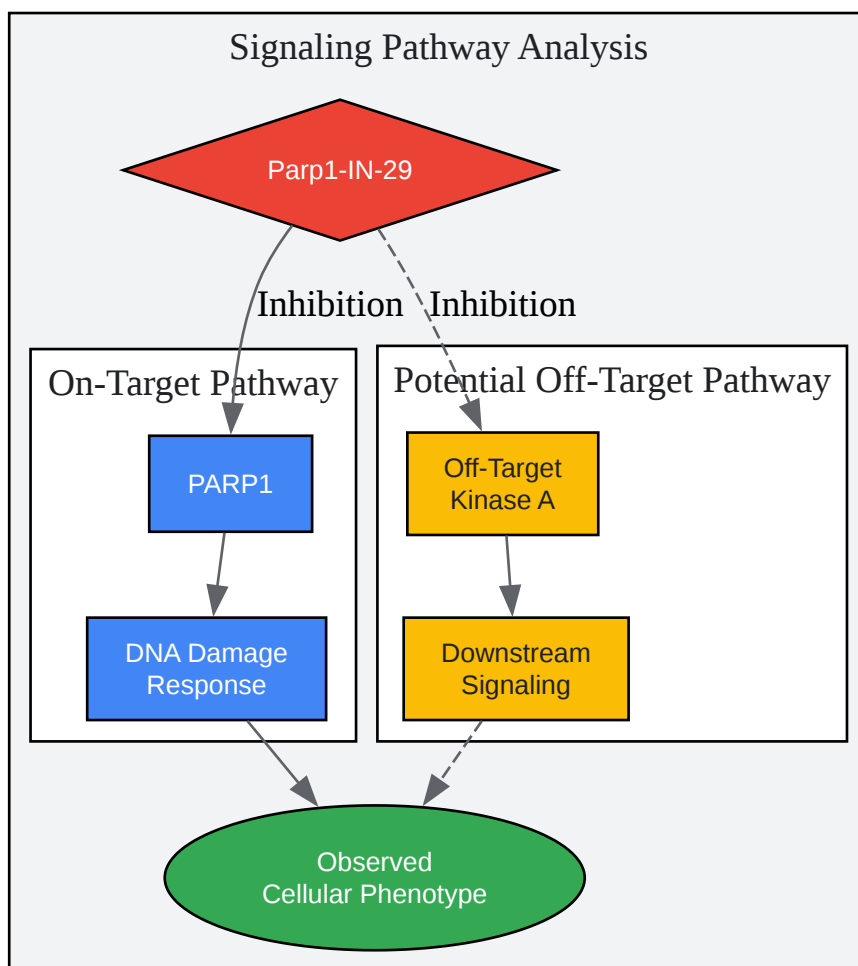 Signaling Pathway Analysis
Parp1-IN-29
Inhibition
Inhibition
On-Target Pathway
Potential Off-Target Pathway
PARP1
Off-Target
Kinase A
DNA Damage
Response
Downstream
Signaling
Observed
Cellular Phenotype